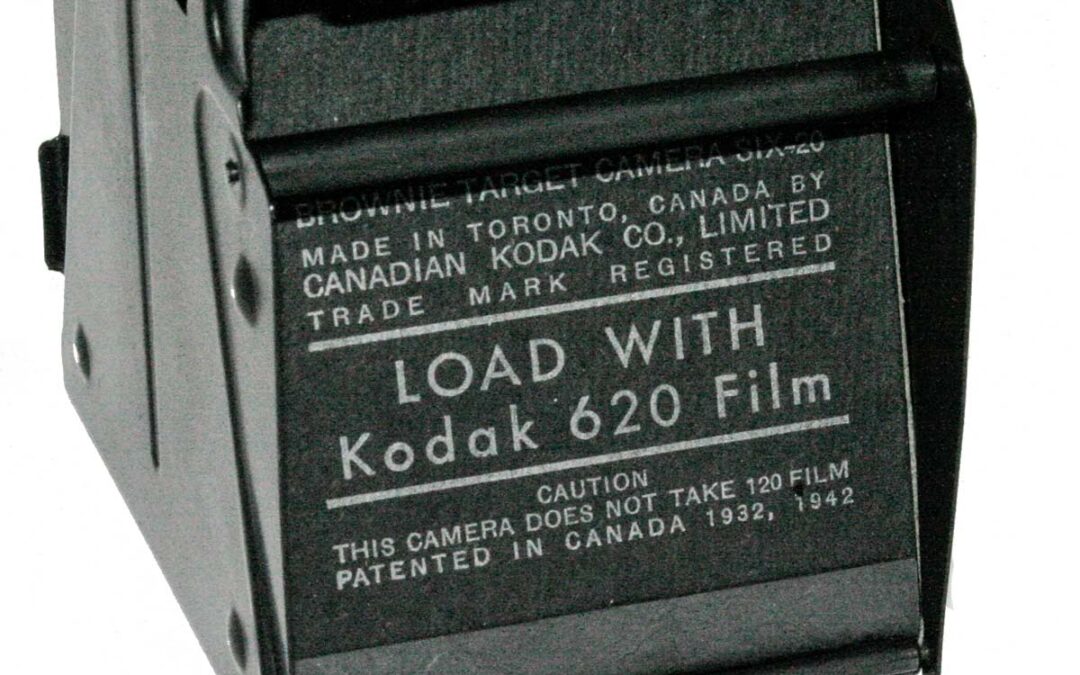 BROWNIE TARGET CAMERA SIX-20
MADE IN TORONTO, CANADA BY
CANADIAN KODAK CO., LIMITED
TRADE MARK REGISTERED
LOAD WITH
Kodak 620 Film
CAUTION
THIS CAMERA DOES NOT TAKE 120 FILM
PATENTED IN CANADA 1932, 1942